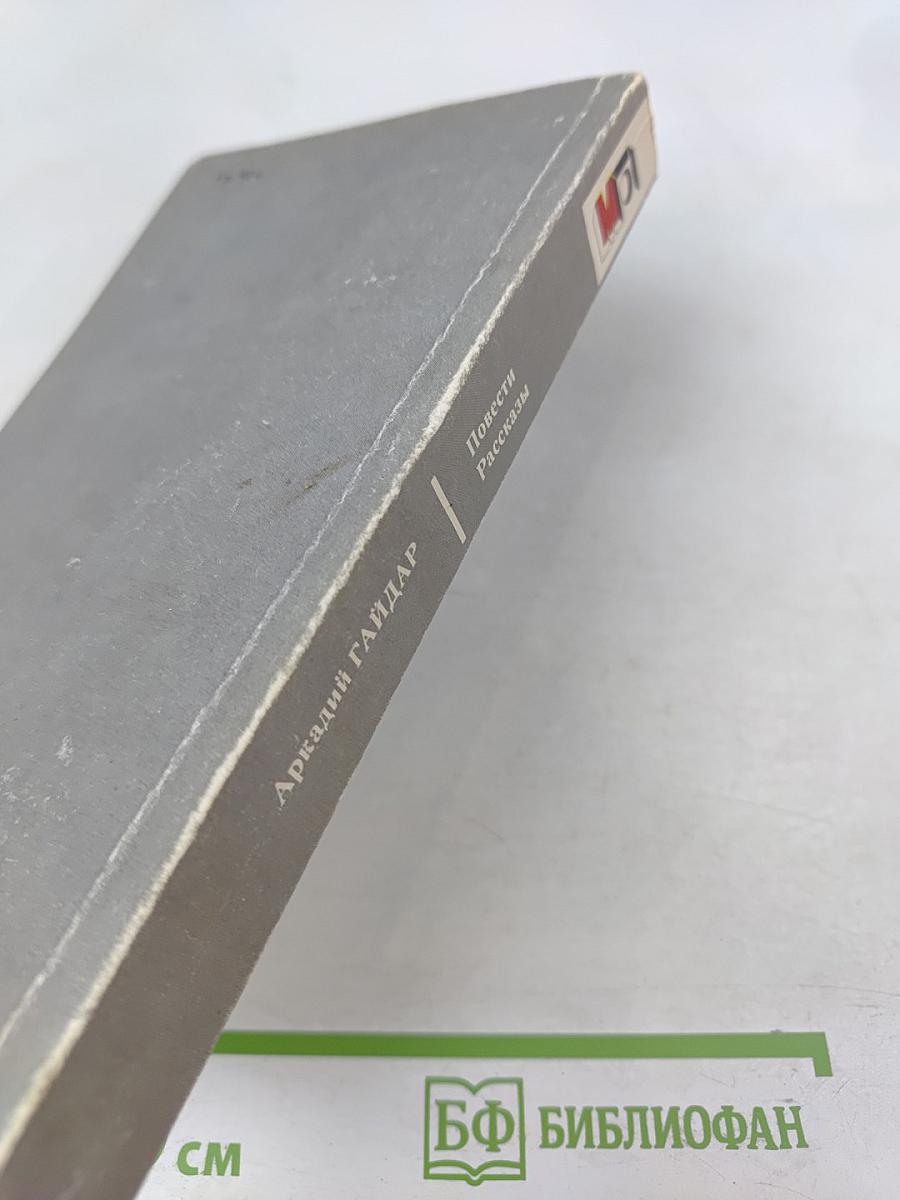 Аркадий ГАЙДАР
Повести
Рассказы
см
БФ
БИБЛИОФАН